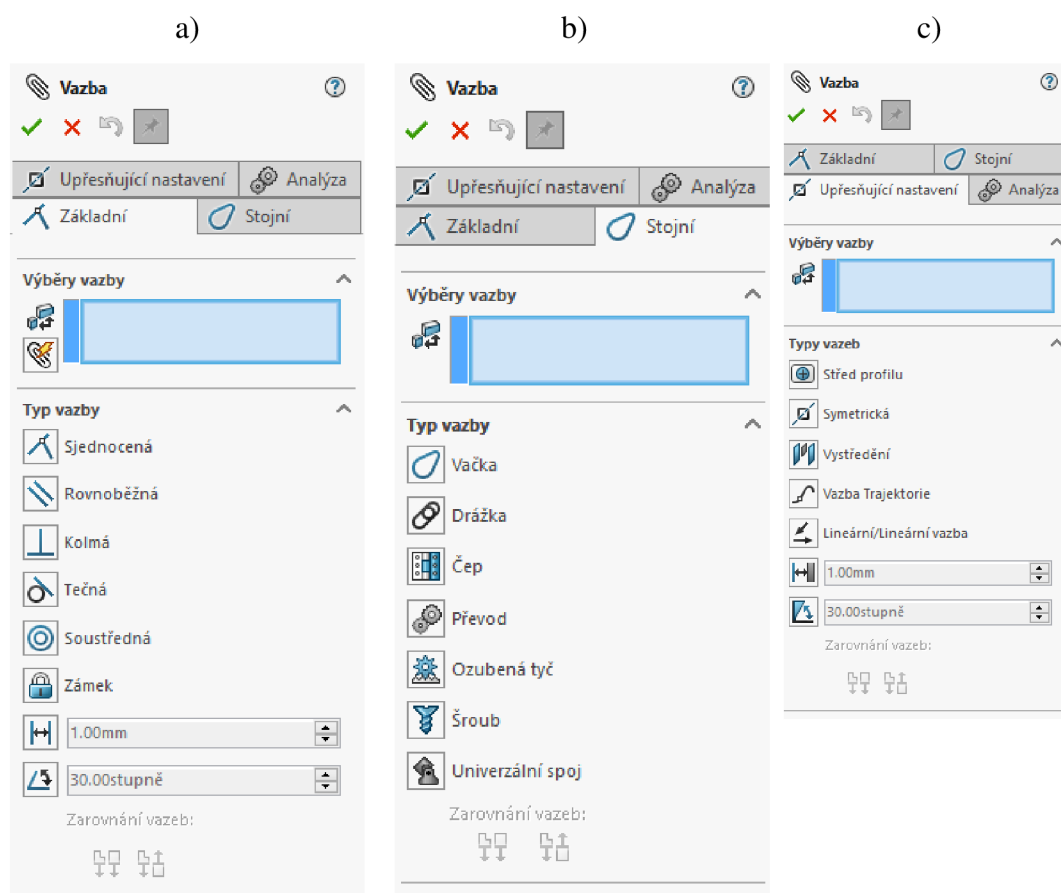 a)
Vazba
Upřesňující nastavení Analýza
Základní Stojní
Výběry vazby
Typ vazby
Sjednocená
Rovnoběžná
Kolmá
Tečná
Soustředná
Zámek
1.00mm
30.00stupně
Zarovnání vazeb:
b)
Vazba
Upřesňující nastavení Analýza
Základní Stojní
Výběry vazby
Typ vazby
Vačka
Drážka
Čep
Převod
Ozubená tyč
Šroub
Univerzální spoj
Zarovnání vazeb:
c)
Vazba
Základní Stojní
Upřesňující nastavení Analýza
Výběry vazby
Typy vazeb
Střed profilu
Symetrická
Vystředění
Vazba Trajektorie
Lineární/Lineární vazba
1.00mm
30.00stupně
Zarovnání vazeb: